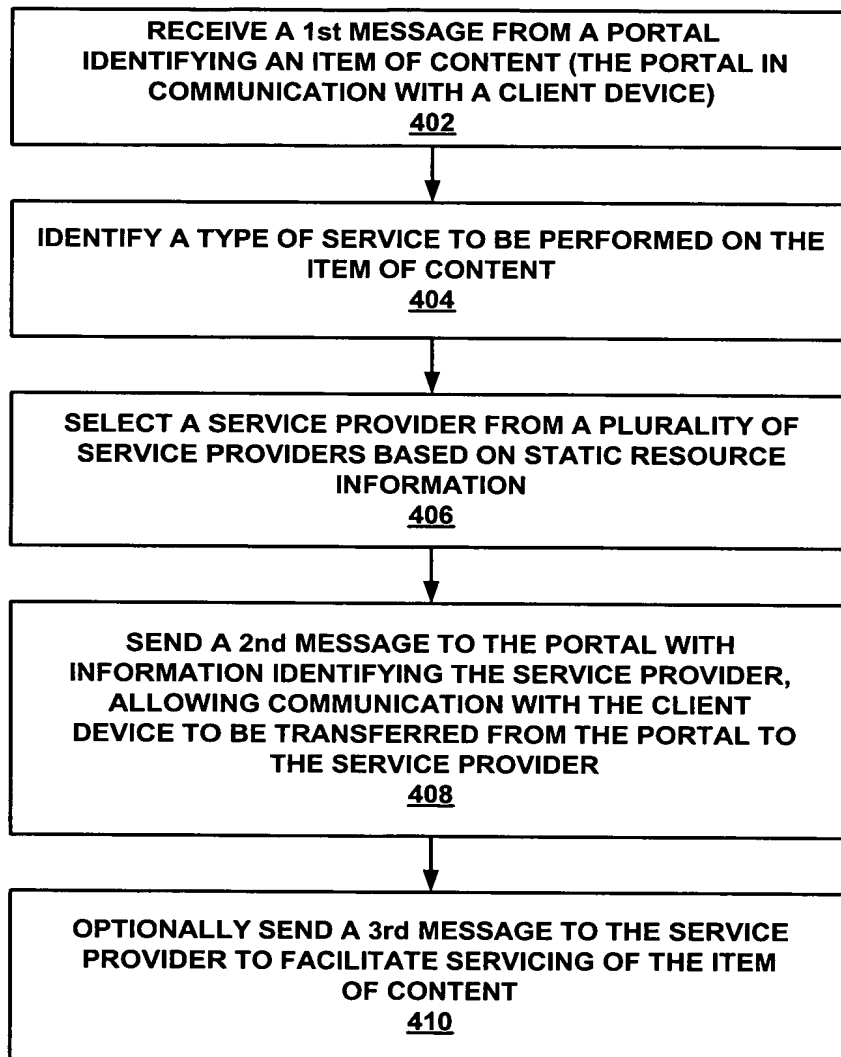 RECEIVE A 1st MESSAGE FROM A PORTAL
IDENTIFYING AN ITEM OF CONTENT (THE PORTAL IN
COMMUNICATION WITH A CLIENT DEVICE)
402
IDENTIFY A TYPE OF SERVICE TO BE PERFORMED ON THE
ITEM OF CONTENT
404
SELECT A SERVICE PROVIDER FROM A PLURALITY OF
SERVICE PROVIDERS BASED ON STATIC RESOURCE
INFORMATION
406
SEND A 2nd MESSAGE TO THE PORTAL WITH
INFORMATION IDENTIFYING THE SERVICE PROVIDER,
ALLOWING COMMUNICATION WITH THE CLIENT
DEVICE TO BE TRANSFERRED FROM THE PORTAL TO
THE SERVICE PROVIDER
408
OPTIONALLY SEND A 3rd MESSAGE TO THE SERVICE
PROVIDER TO FACILITATE SERVICING OF THE ITEM
OF CONTENT
410